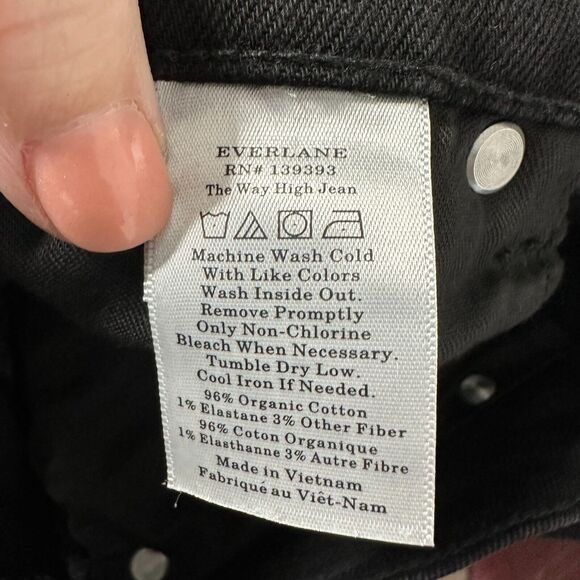 EVERLANE
RN# 139393
The Way High Jean
Machine Wash Cold
With Like Colors
Wash Inside Out.
Remove Promptly
Only Non-Chlorine
Bleach When Necessary.
Tumble Dry Low.
Cool Iron If Needed.
96% Organic Cotton
1% Elastane 3% Other Fiber
96% Coton Organique
1% Elasthanne 3% Autre Fibre
Made in Vietnam
Fabriqué au Viêt-Nam